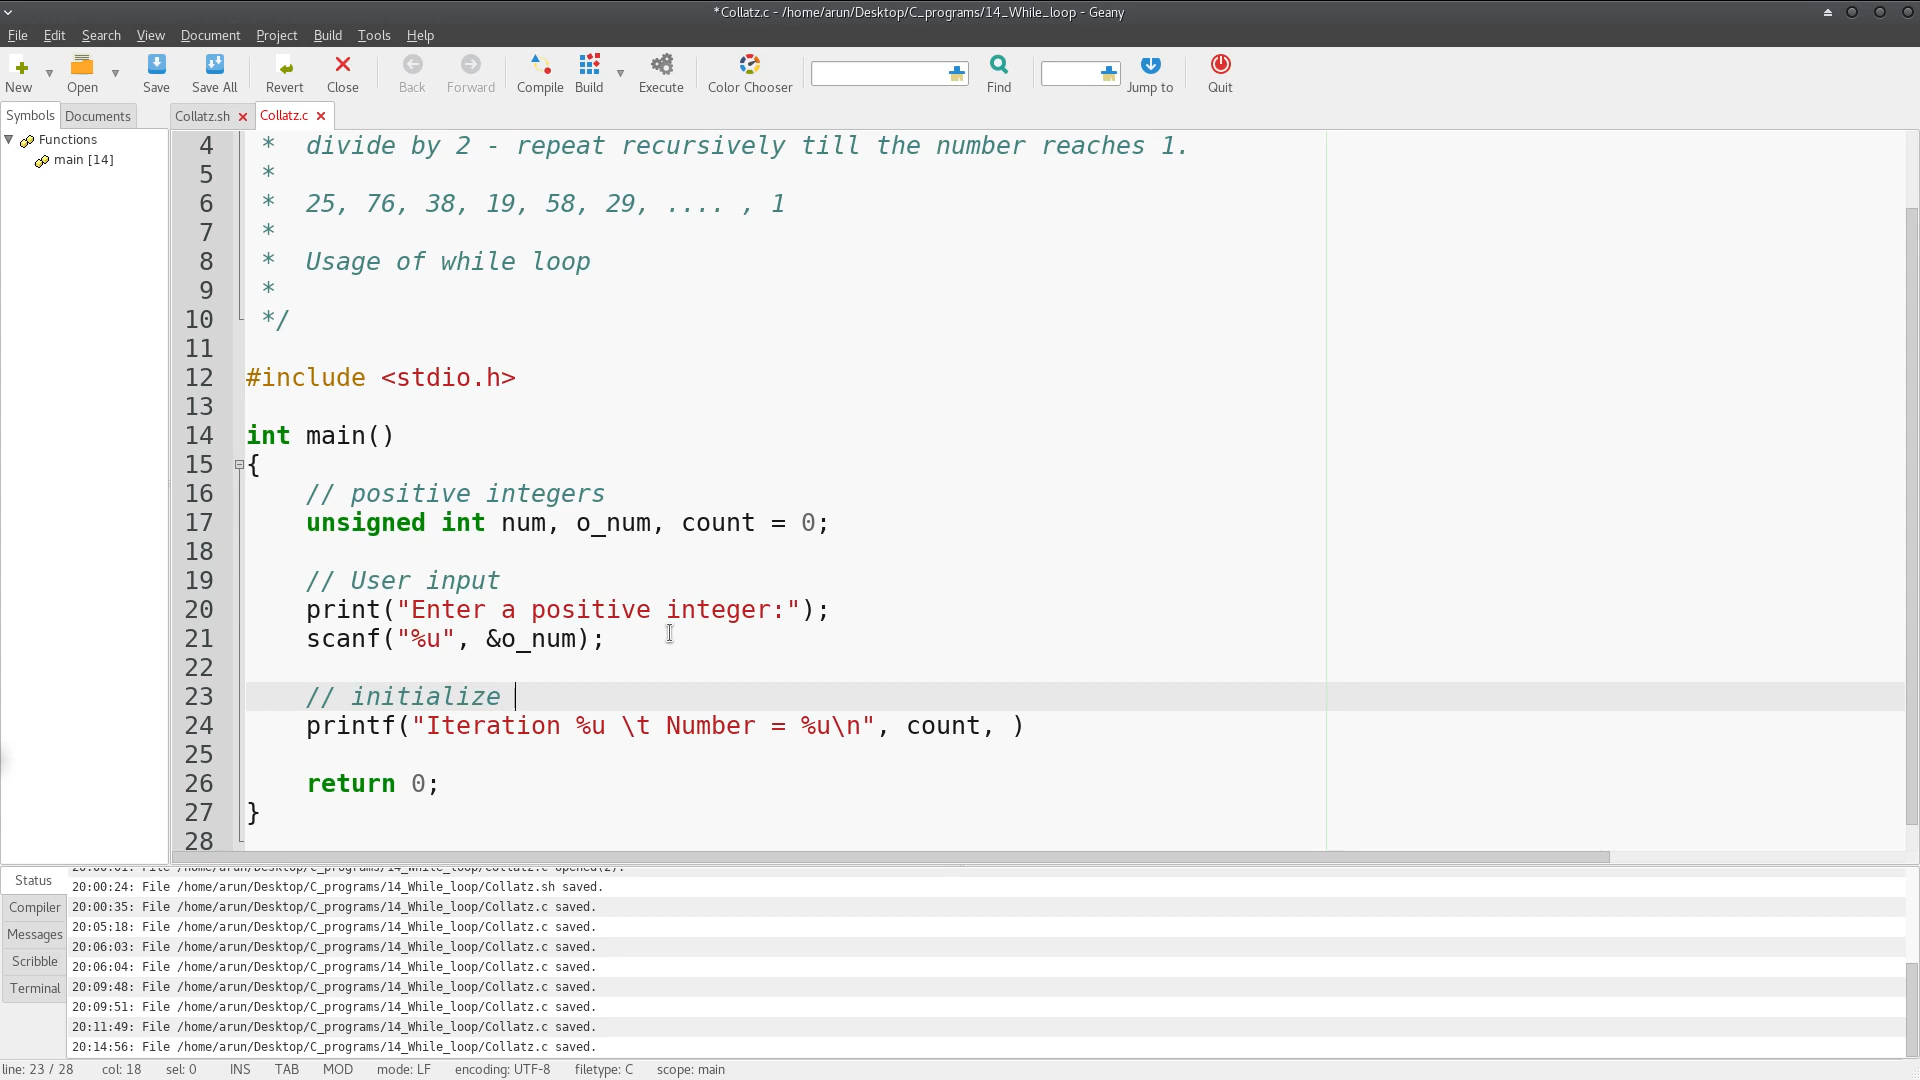 *Collatz.c - /home/arun/Desktop/C_programs/14_While_loop - Geany
File Edit Search View Document Project Build Tools Help
New Open Save Save All Revert Close Back Forward Compile Build Execute Color Chooser Find Jump to Quit
Symbols Documents Collatz.sh Collatz.c
Functions
main [14]
4 * divide by 2 - repeat recursively till the number reaches 1.
5 *
6 * 25, 76, 38, 19, 58, 29, .... , 1
7 *
8 * Usage of while loop
9 *
10 */
11
12 #include <stdio.h>
13
14 int main()
15 {
16 // positive integers
17 unsigned int num, o_num, count = 0;
18
19 // User input
20 print("Enter a positive integer:");
21 scanf("%u", &o_num);
22
23 // initialize
24 printf("Iteration %u \t Number = %u\n", count, )
25
26 return 0;
27 }
28
Status
Compiler
Messages
Scribble
Terminal
20:00:24: File /home/arun/Desktop/C_programs/14_While_loop/Collatz.sh saved.
20:00:35: File /home/arun/Desktop/C_programs/14_While_loop/Collatz.c saved.
20:05:18: File /home/arun/Desktop/C_programs/14_While_loop/Collatz.c saved.
20:06:03: File /home/arun/Desktop/C_programs/14_While_loop/Collatz.c saved.
20:06:04: File /home/arun/Desktop/C_programs/14_While_loop/Collatz.c saved.
20:09:48: File /home/arun/Desktop/C_programs/14_While_loop/Collatz.c saved.
20:09:51: File /home/arun/Desktop/C_programs/14_While_loop/Collatz.c saved.
20:11:49: File /home/arun/Desktop/C_programs/14_While_loop/Collatz.c saved.
20:14:56: File /home/arun/Desktop/C_programs/14_While_loop/Collatz.c saved.
line: 23 / 28 col: 18 sel: 0 INS TAB MOD mode: LF encoding: UTF-8 filetype: C scope: main